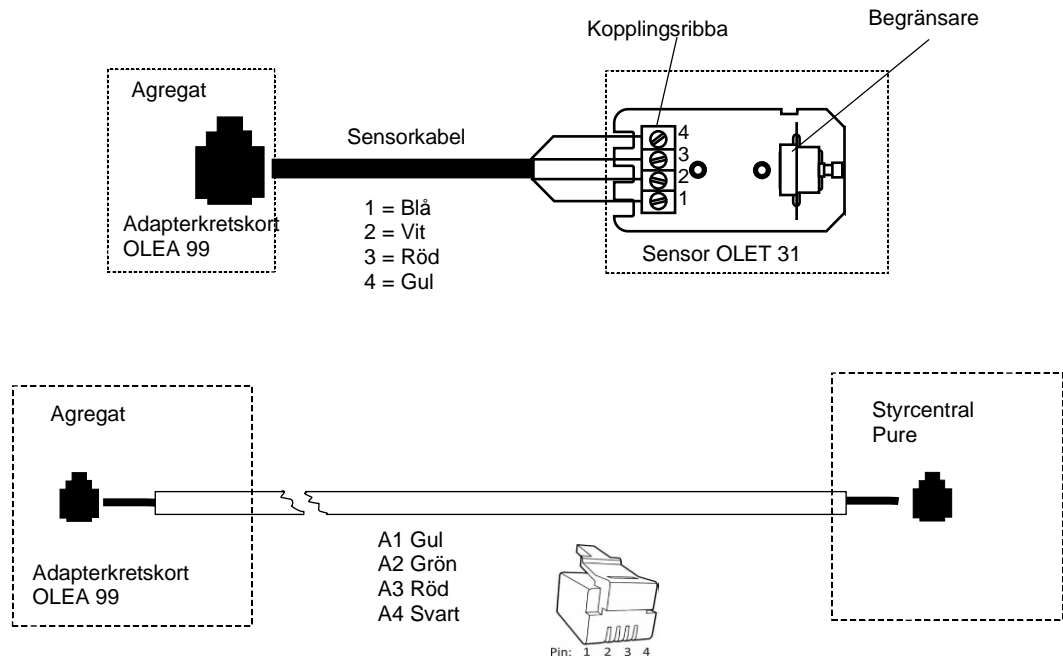 Kopplingsribba
Begränsare
Agregat
Sensorkabel
4
3
2
1
Adapterkretskort
OLEA 99
1 = Blå
2 = Vit
3 = Röd
4 = Gul
Sensor OLET 31
Agregat
Styrcentral
Pure
Adapterkretskort
OLEA 99
A1 Gul
A2 Grön
A3 Röd
A4 Svart
Pin: 1 2 3 4